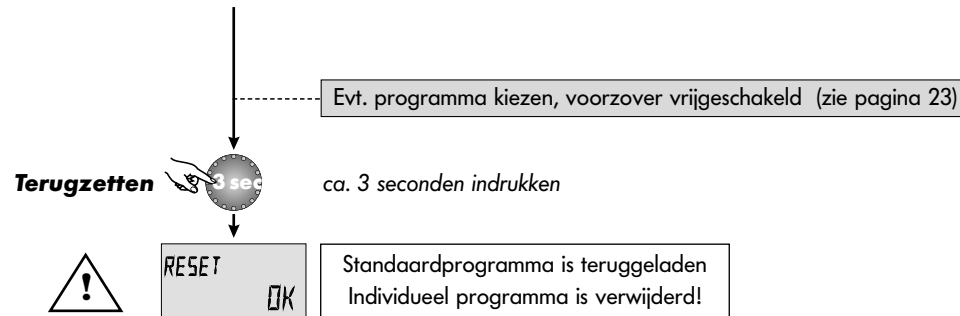 Evt. programma kiezen, voorzover vrijgeschakeld (zie pagina 23)
Terugzetten 3 sec ca. 3 seconden indrukken
! RESET Standaardprogramma is teruggeladen
OK Individueel programma is verwijderd!